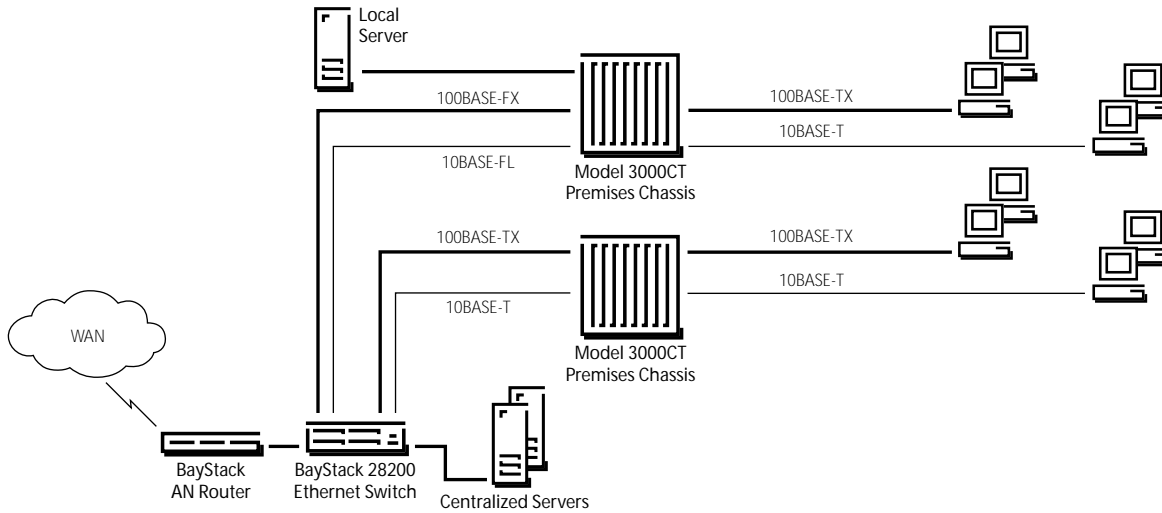 Local
Server
100BASE-FX
100BASE-TX
10BASE-T
10BASE-FL
Model 3000CT
Premises Chassis
100BASE-TX
100BASE-TX
10BASE-T
10BASE-T
Model 3000CT
Premises Chassis
WAN
BayStack
AN Router
BayStack 28200
Ethernet Switch
Centralized Servers